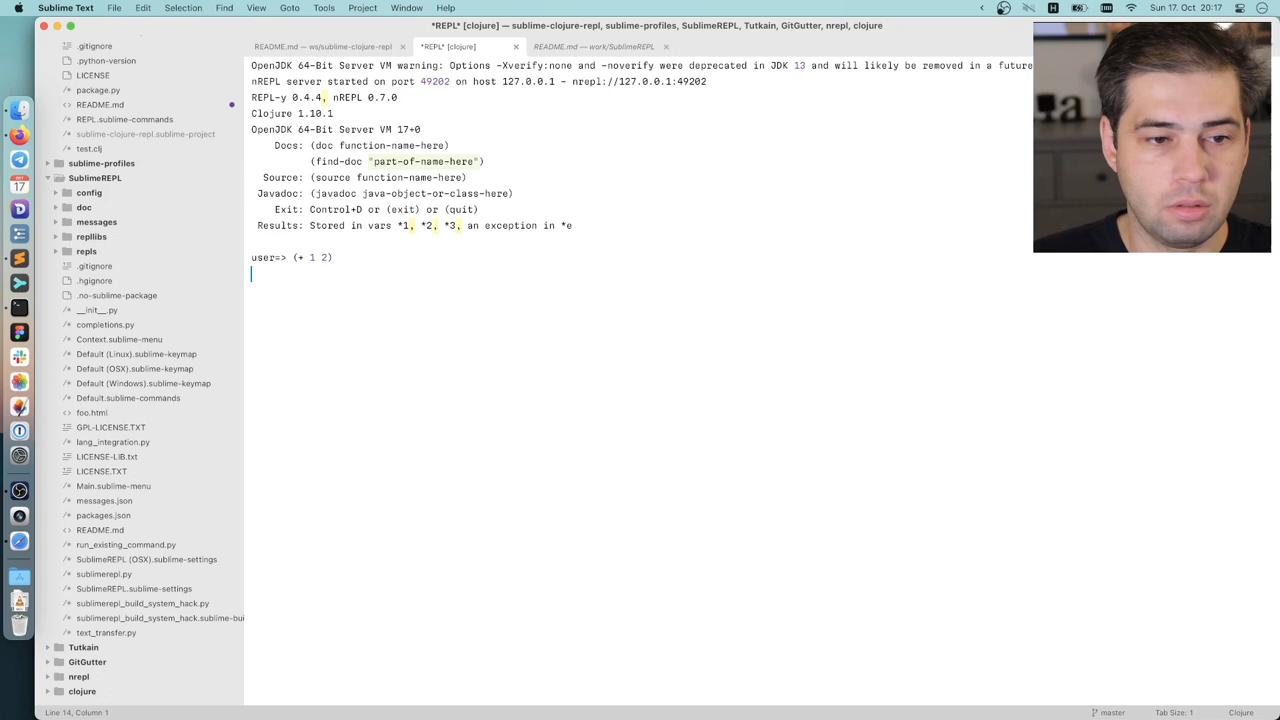 Sublime Text File Edit Selection Find View Goto Tools Project Window Help
Sun 17. Oct 17:47
*REPL* [clojure] — sublime-clojure-repl, sublime-profiles, SublimeREPL, Tutkain, GitGutter, nrepl, clojure
README.md — ws/sublime-clojure-repl
*REPL* [clojure]
README.md — work/SublimeREPL
.gitignore
.python-version
LICENSE
package.py
README.md
REPL.sublime-commands
sublime-clojure-repl.sublime-project
test.clj
sublime-profiles
SublimeREPL
config
doc
messages
repllibs
repls
.gitignore
.hgignore
.no-sublime-package
__init__.py
completions.py
Context.sublime-menu
Default (Linux).sublime-keymap
Default (OSX).sublime-keymap
Default (Windows).sublime-keymap
Default.sublime-commands
foo.html
GPL-LICENSE.TXT
lang_integration.py
LICENSE-LIB.txt
LICENSE.TXT
Main.sublime-menu
messages.json
packages.json
README.md
run_existing_command.py
SublimeREPL (OSX).sublime-settings
sublimerepl.py
SublimeREPL.sublime-settings
sublimerepl_build_system_hack.py
sublimerepl_build_system_hack.sublime-bui
text_transfer.py
Tutkain
GitGutter
nrepl
clojure
OpenJDK 64-Bit Server VM warning: Options -Xverify:none and -noverify were deprecated in JDK 13 and will likely be removed in a future
nREPL server started on port 49202 on host 127.0.0.1 - nrepl://127.0.0.1:49202
REPL-y 0.4.4, nREPL 0.7.0
Clojure 1.10.1
OpenJDK 64-Bit Server VM 17+0
Docs: (doc function-name-here)
(find-doc "part-of-name-here")
Source: (source function-name-here)
Javadoc: (javadoc java-object-or-class-here)
Exit: Control+D or (exit) or (quit)
Results: Stored in vars *1, *2, *3, an exception in *e
user=> (+ 1 2)
OCT
17
Line 14, Column 1
master
Tab Size: 1
Clojure